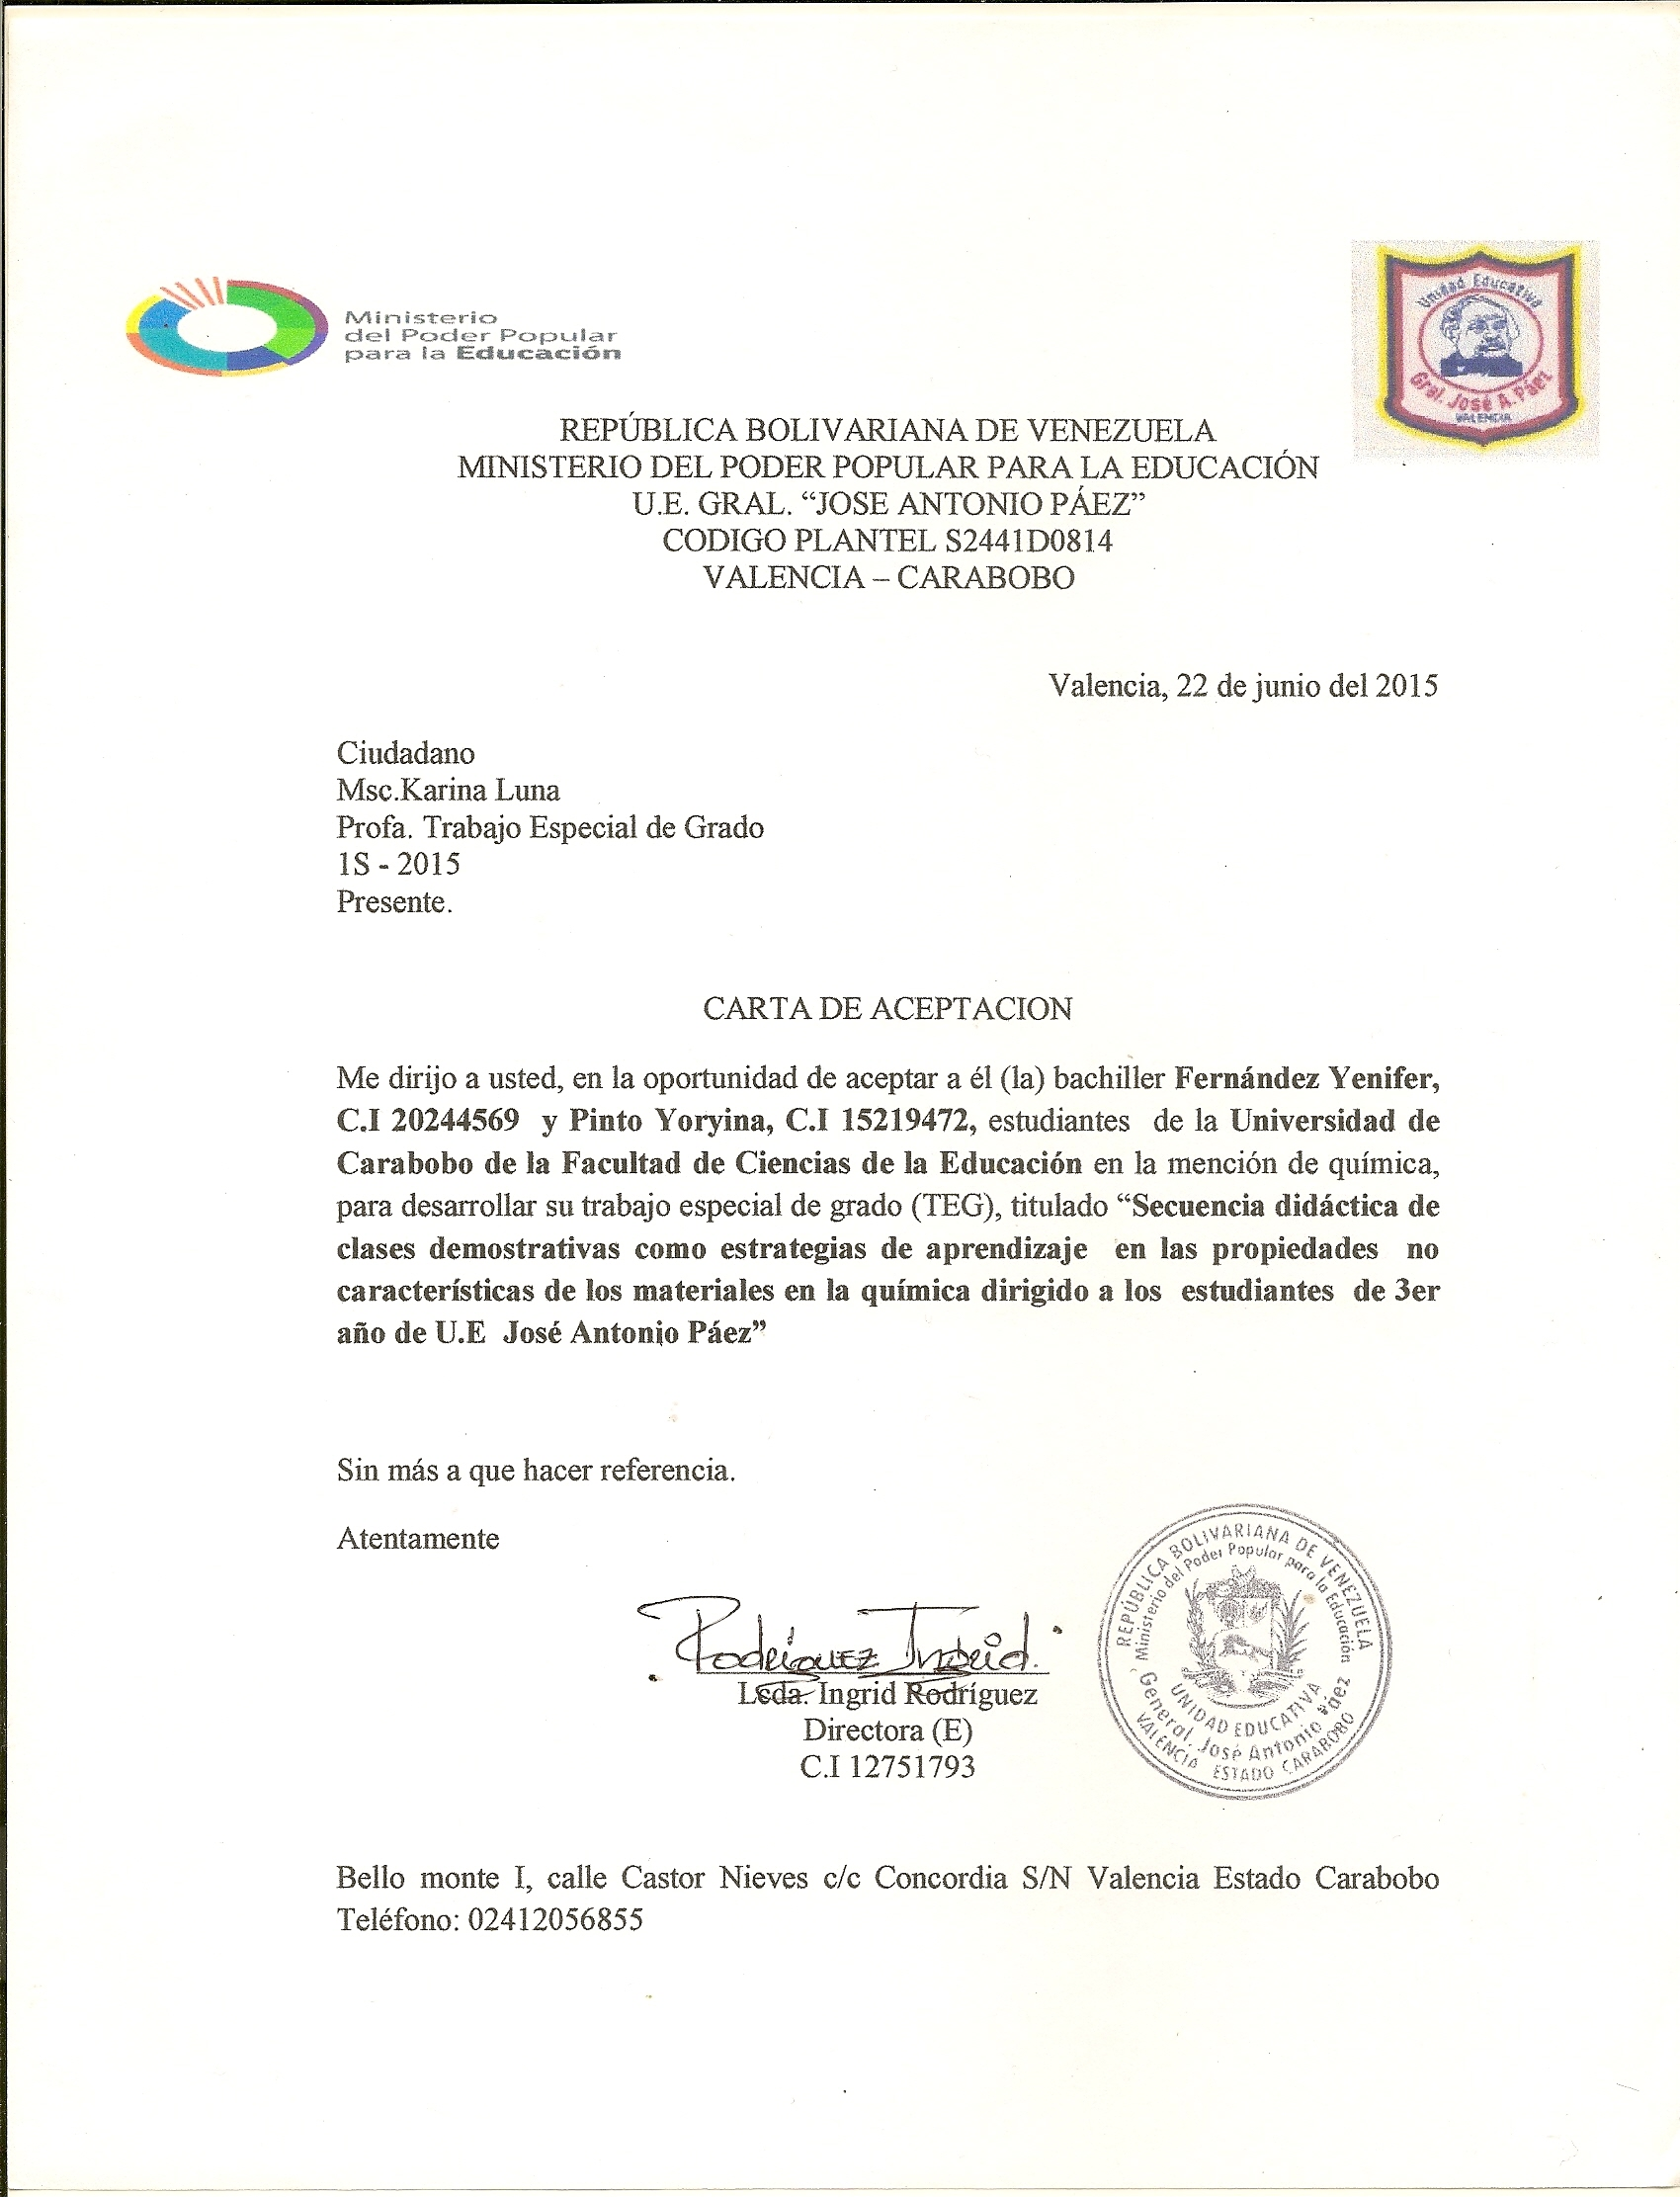 Ministerio
del Poder Popular
para la Educación
Unidad Educativa
Gral. José A. Páez
VALENCIA
REPÚBLICA BOLIVARIANA DE VENEZUELA
MINISTERIO DEL PODER POPULAR PARA LA EDUCACIÓN
U.E. GRAL. “JOSE ANTONIO PÁEZ”
CODIGO PLANTEL S2441D0814
VALENCIA – CARABOBO
Valencia, 22 de junio del 2015
Ciudadano
Msc.Karina Luna
Profa. Trabajo Especial de Grado
1S - 2015
Presente.
CARTA DE ACEPTACION
Me dirijo a usted, en la oportunidad de aceptar a él (la) bachiller Fernández Yenifer,
C.I 20244569 y Pinto Yoryina, C.I 15219472, estudiantes de la Universidad de
Carabobo de la Facultad de Ciencias de la Educación en la mención de química,
para desarrollar su trabajo especial de grado (TEG), titulado “Secuencia didáctica de
clases demostrativas como estrategias de aprendizaje en las propiedades no
características de los materiales en la química dirigido a los estudiantes de 3er
año de U.E José Antonio Páez”
Sin más a que hacer referencia.
Atentamente
Rodríguez Ingrid.
Lcda. Ingrid Rodríguez
Directora (E)
C.I 12751793
REPÚBLICA BOLIVARIANA DE VENEZUELA
Ministerio del Poder Popular para la Educación
UNIDAD EDUCATIVA
General. José Antonio Páez
VALENCIA ESTADO CARABOBO
Bello monte I, calle Castor Nieves c/c Concordia S/N Valencia Estado Carabobo
Teléfono: 02412056855